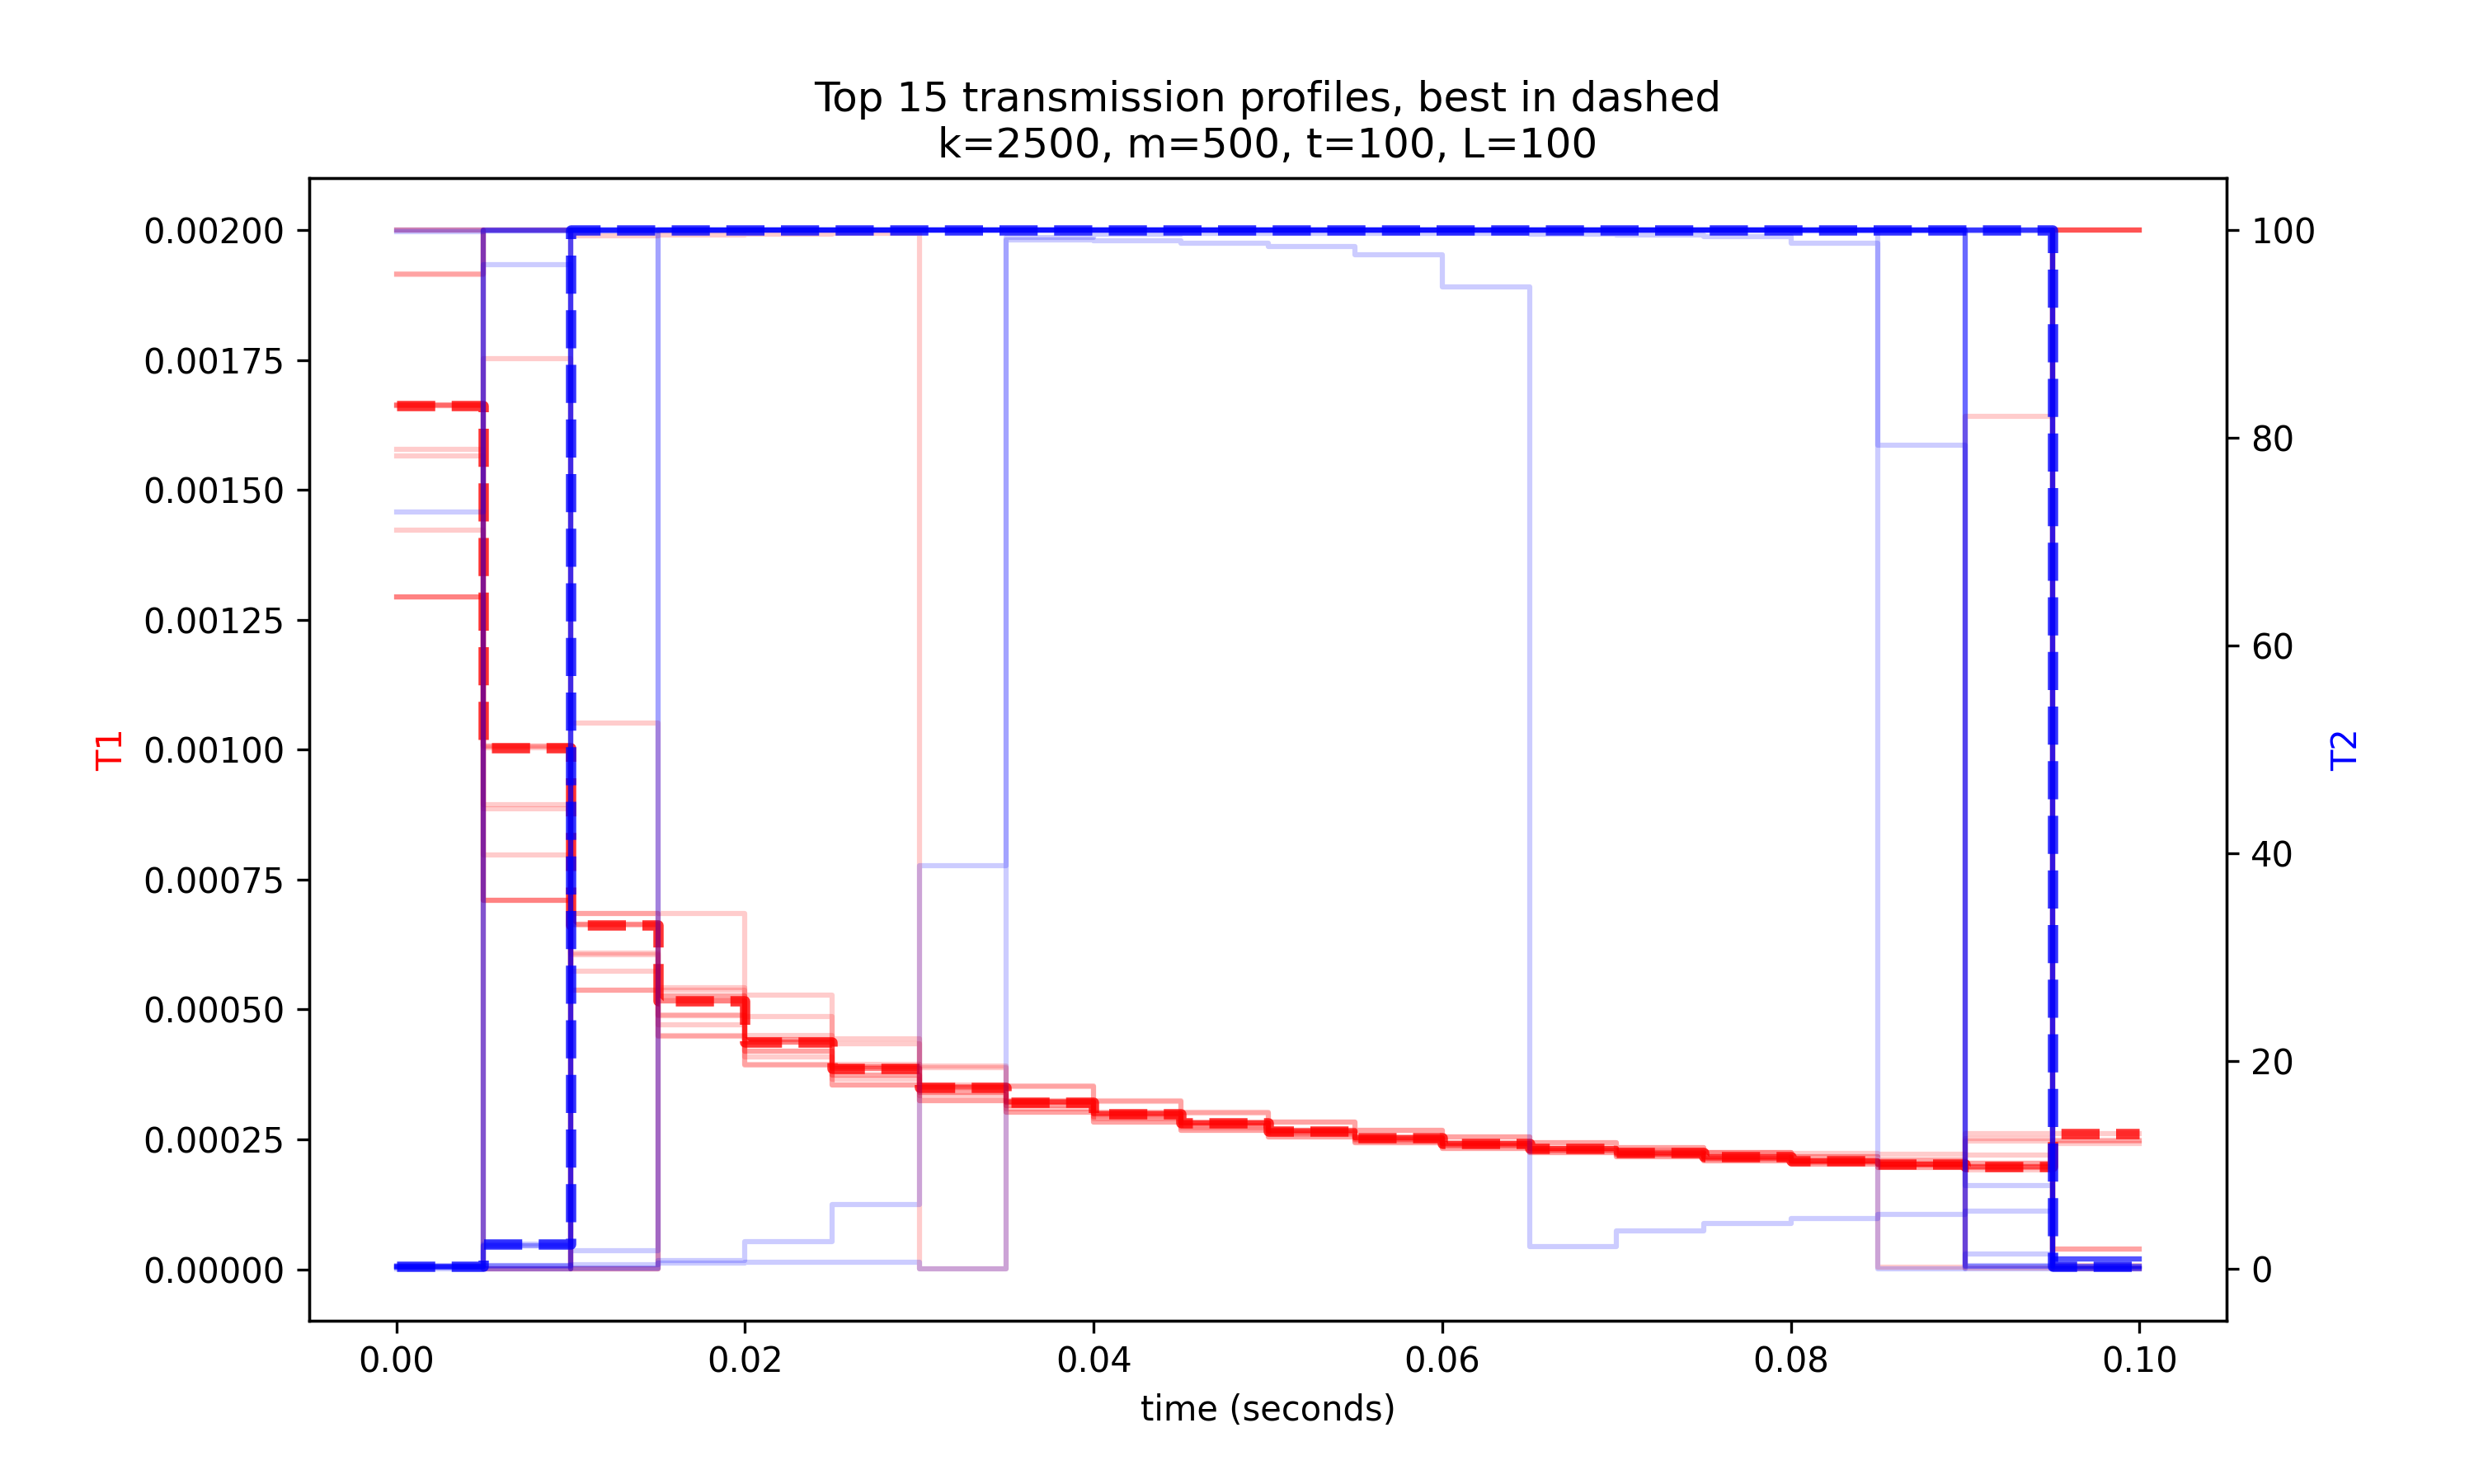 Top 15 transmission profiles, best in dashed
k=2500, m=500, t=100, L=100
0.00200
0.00175
0.00150
0.00125
0.00100
0.00075
0.00050
0.00025
0.00000
T1
100
80
60
40
20
0
T2
0.00 0.02 0.04 0.06 0.08 0.10
time (seconds)